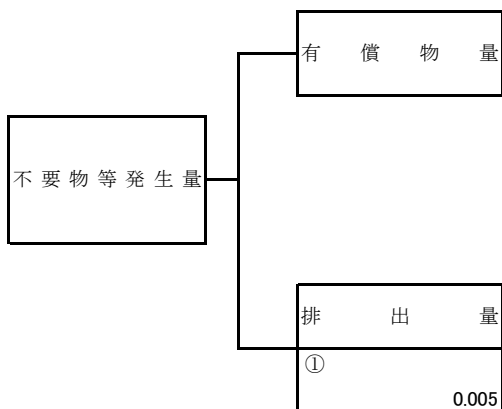 有償物量
不要物等発生量
排出量
①
0.005